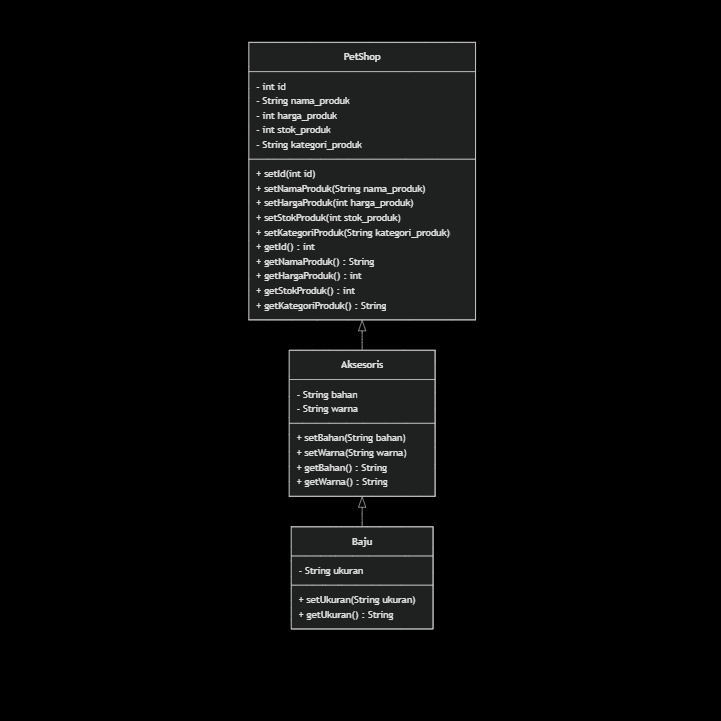 PetShop
- int id
- String nama_produk
- int harga_produk
- int stok_produk
- String kategori_produk
+ setId(int id)
+ setNamaProduk(String nama_produk)
+ setHargaProduk(int harga_produk)
+ setStokProduk(int stok_produk)
+ setKategoriProduk(String kategori_produk)
+ getId() : int
+ getNamaProduk() : String
+ getHargaProduk() : int
+ getStokProduk() : int
+ getKategoriProduk() : String
Aksesoris
- String bahan
- String warna
+ setBahan(String bahan)
+ setWarna(String warna)
+ getBahan() : String
+ getWarna() : String
Baju
- String ukuran
+ setUkuran(String ukuran)
+ getUkuran() : String